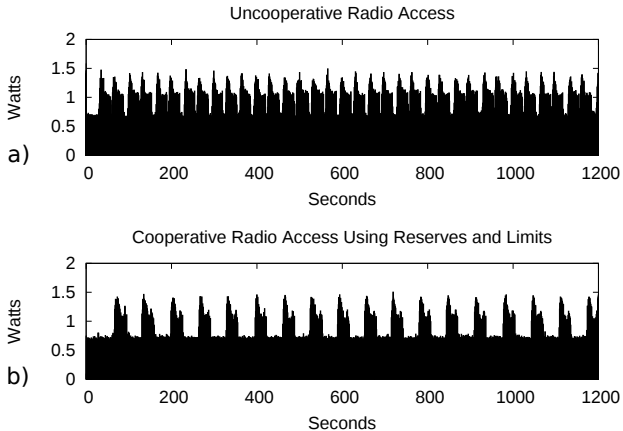 Uncooperative Radio Access
2
1.5
1
0.5
0
Watts
a)
0 200 400 600 800 1000 1200
Seconds
Cooperative Radio Access Using Reserves and Limits
2
1.5
1
0.5
0
Watts
b)
0 200 400 600 800 1000 1200
Seconds